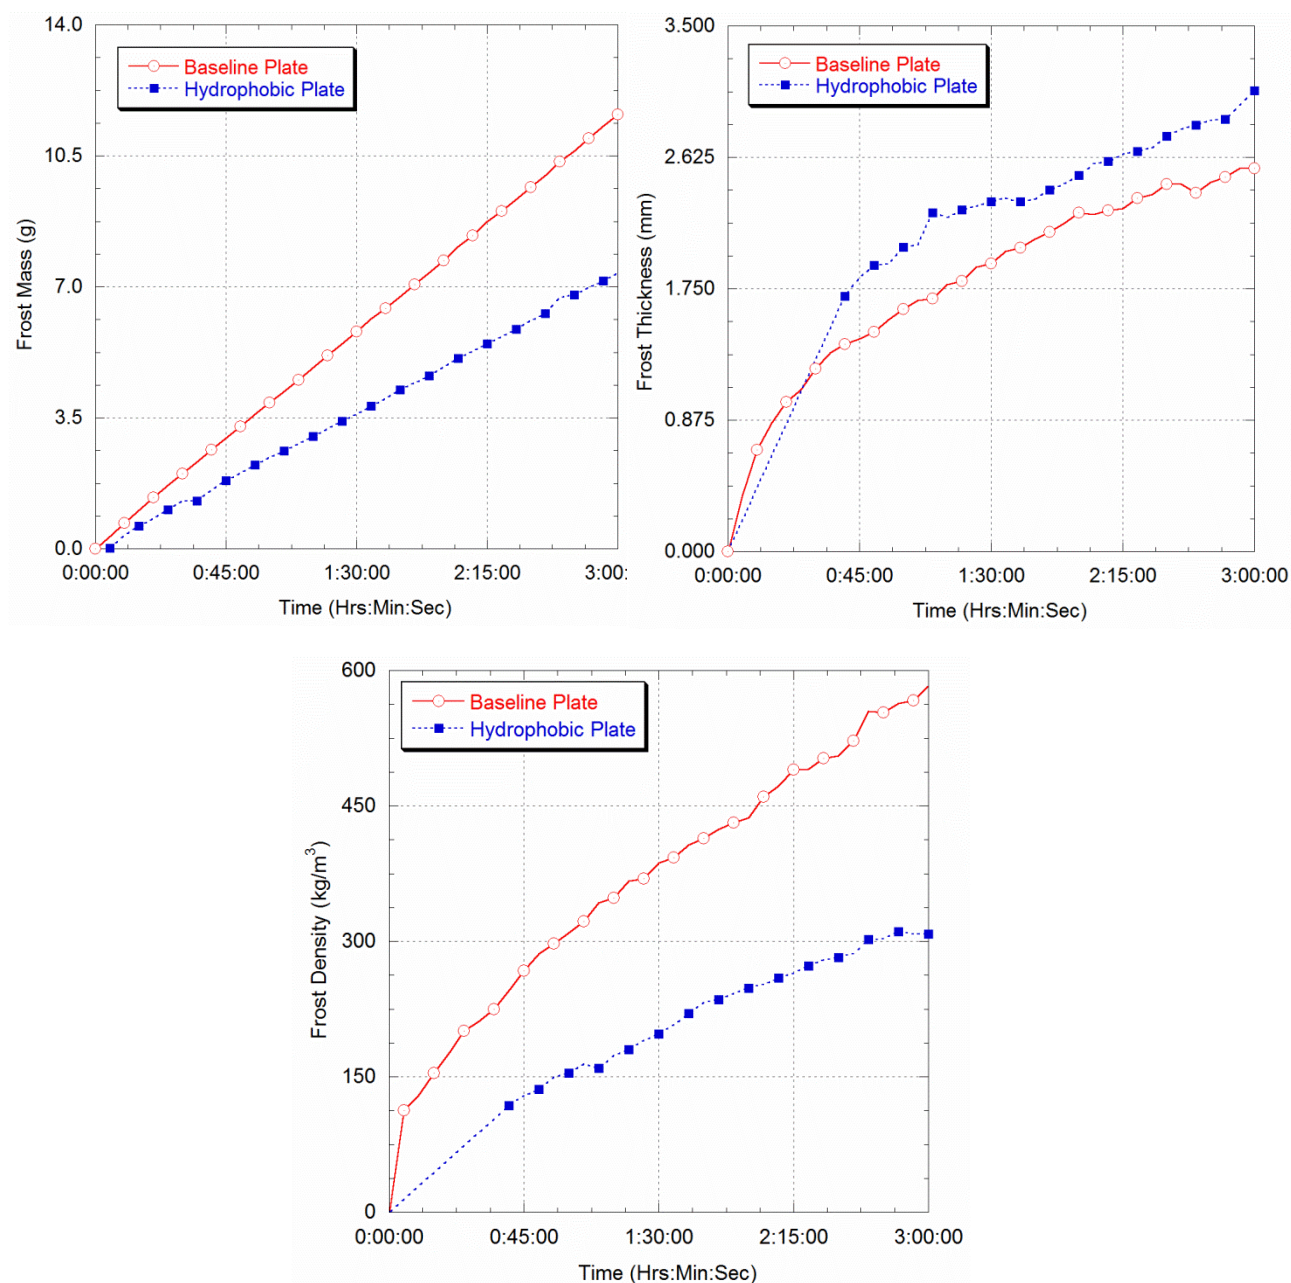 Baseline Plate
Hydrophobic Plate
Frost Mass (g)
14.0
10.5
7.0
3.5
0.0
0:00:00 0:45:00 1:30:00 2:15:00 3:00:
Time (Hrs:Min:Sec)
Baseline Plate
Hydrophobic Plate
Frost Thickness (mm)
3.500
2.625
1.750
0.875
0.000
0:00:00 0:45:00 1:30:00 2:15:00 3:00:00
Time (Hrs:Min:Sec)
Baseline Plate
Hydrophobic Plate
Frost Density (kg/m³)
600
450
300
150
0
0:00:00 0:45:00 1:30:00 2:15:00 3:00:00
Time (Hrs:Min:Sec)